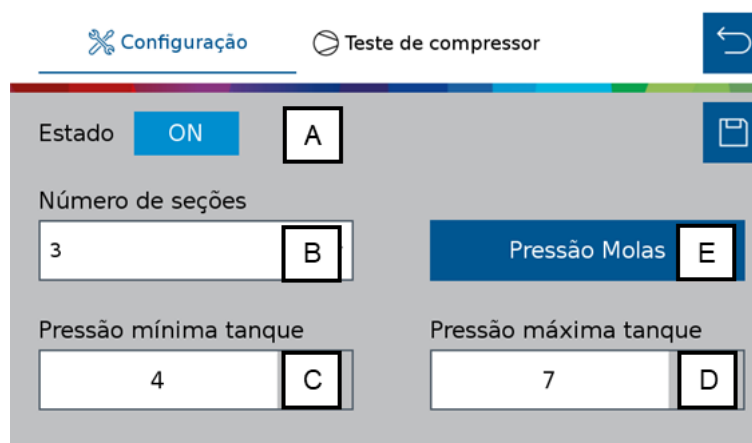 Configuração Teste de compressor
Estado ON A
Número de seções
3 B Pressão Molas E
Pressão mínima tanque Pressão máxima tanque
4 C 7 D